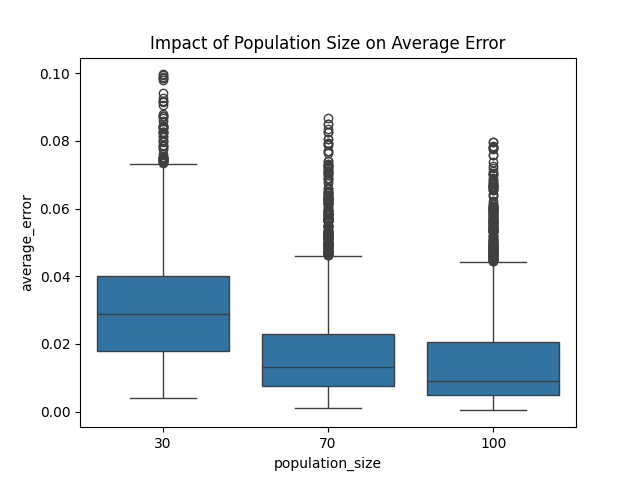 Impact of Population Size on Average Error
average_error
0.10
0.08
0.06
0.04
0.02
0.00
30 70 100
population_size